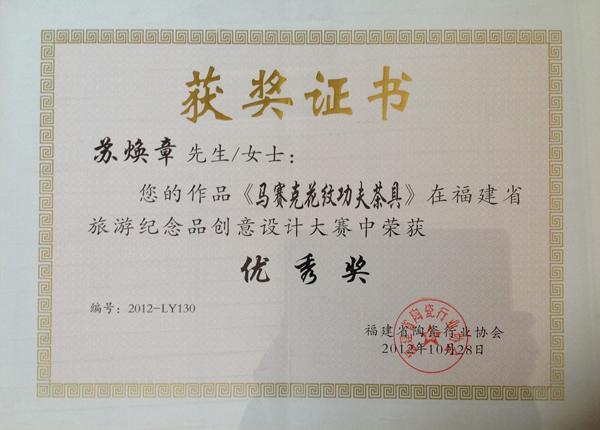 获奖证书
苏焕章 先生/女士：
您的作品《马赛克花纹功夫茶具》在福建省
旅游纪念品创意设计大赛中荣获
优秀奖
编号：2012-LY130
福建省陶瓷行业协会
2012年10月28日